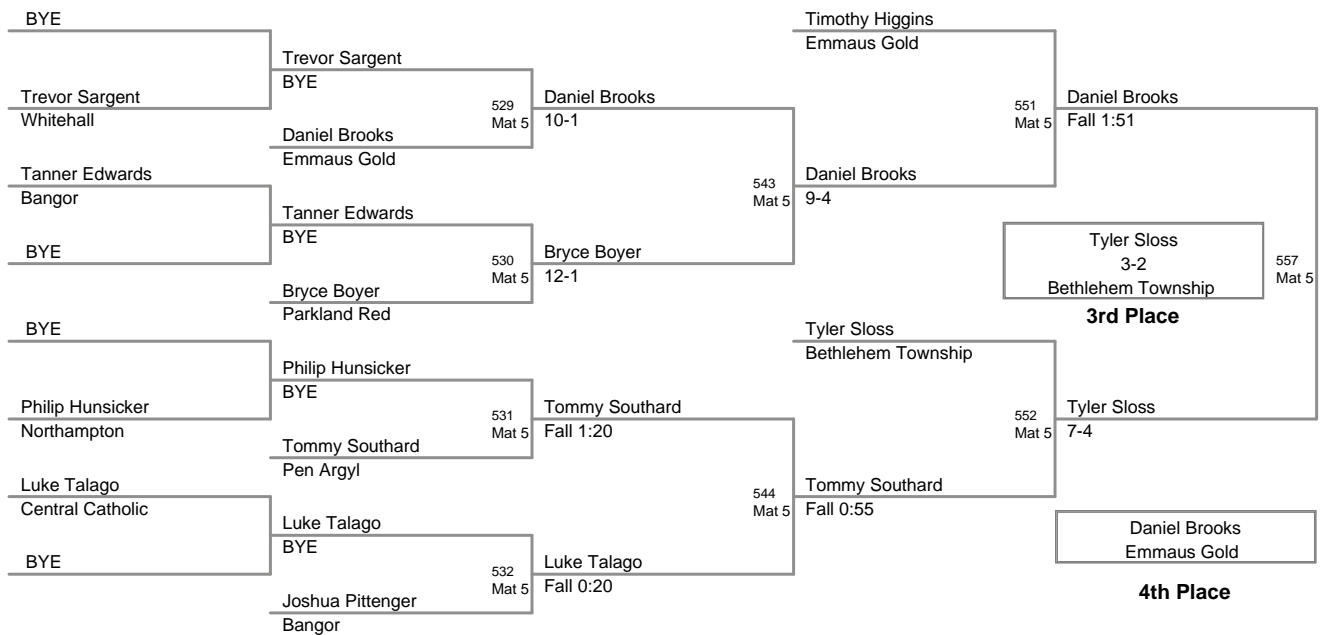 BYE
Trevor Sargent
Whitehall
Tanner Edwards
Bangor
BYE
BYE
Philip Hunsicker
Northampton
Luke Talago
Central Catholic
BYE
Trevor Sargent
BYE
Daniel Brooks
Emmaus Gold
Tanner Edwards
BYE
Bryce Boyer
Parkland Red
Philip Hunsicker
BYE
Tommy Southard
Pen Argyl
Luke Talago
BYE
Joshua Pittenger
Bangor
529
Mat 5
530
Mat 5
531
Mat 5
532
Mat 5
Daniel Brooks
10-1
Bryce Boyer
12-1
Tommy Southard
Fall 1:20
Luke Talago
Fall 0:20
543
Mat 5
544
Mat 5
Timothy Higgins
Emmaus Gold
Daniel Brooks
9-4
Tyler Sloss
Bethlehem Township
Tommy Southard
Fall 0:55
551
Mat 5
552
Mat 5
Daniel Brooks
Fall 1:51
Tyler Sloss
7-4
557
Mat 5
Tyler Sloss
3-2
Bethlehem Township
3rd Place
Daniel Brooks
Emmaus Gold
4th Place